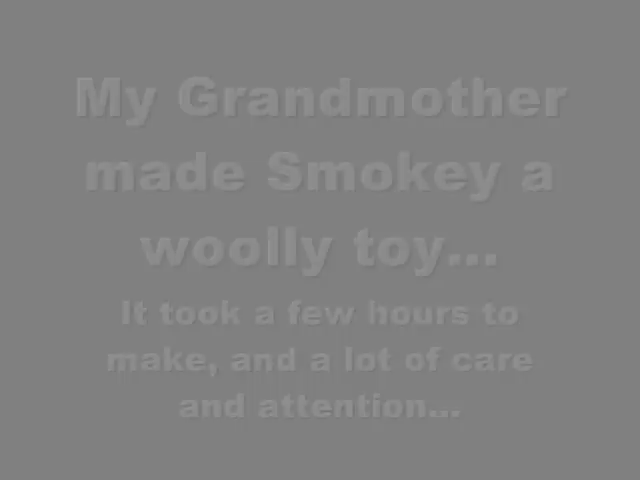 My Grandmother
made Smokey a
woolly toy...
It took a few hours to
make, and a lot of care
and attention...